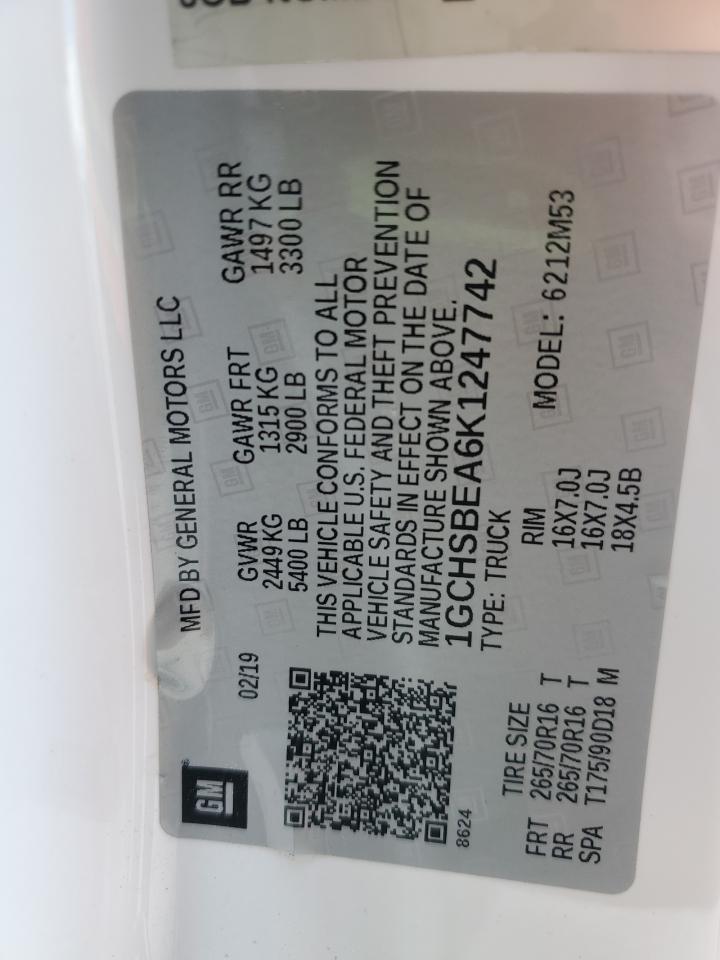 GM
MFD BY GENERAL MOTORS LLC
02/19
GVWR GAWR FRT GAWR RR
2449 KG 1315 KG 1497 KG
5400 LB 2900 LB 3300 LB
THIS VEHICLE CONFORMS TO ALL
APPLICABLE U.S. FEDERAL MOTOR
VEHICLE SAFETY AND THEFT PREVENTION
STANDARDS IN EFFECT ON THE DATE OF
MANUFACTURE SHOWN ABOVE.
1GCHSBEA6K1247742
8624
TYPE: TRUCK
TIRE SIZE RIM MODEL: 6212M53
FRT 265/70R16 T 16X7.0J
RR 265/70R16 T 16X7.0J
SPA T175/90D18 M 18X4.5B